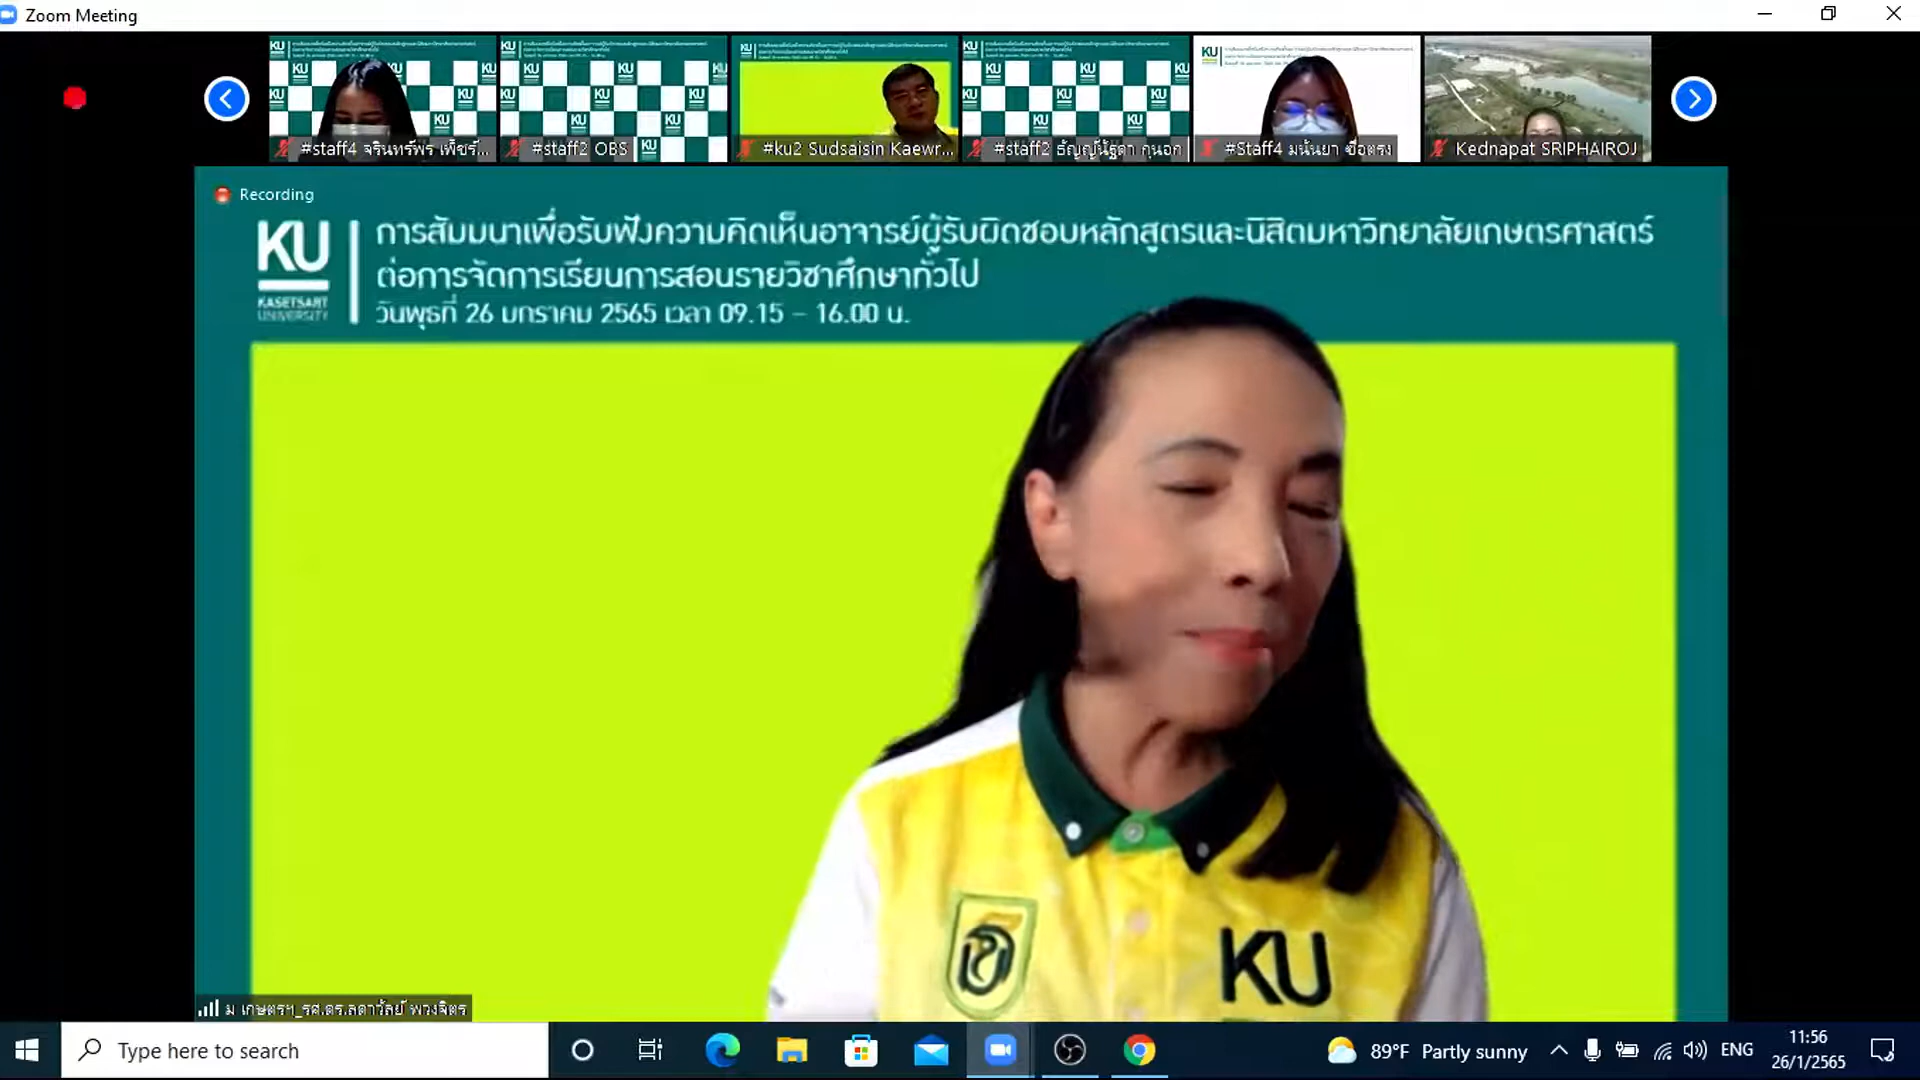 Zoom Meeting
#staff4 จรินทร์พร เพ็ชร์...
#staff2 OBS
#ku2 Sudsaisin Kaewr...
#staff2 ธัญญ์นัฐตา กุนอก
#Staff4 มนันยา ซื่อตรง
Kednapat SRIPHAIROJ
Recording
KU
KASETSART
UNIVERSITY
การสัมมนาเพื่อรับฟังความคิดเห็นอาจารย์ผู้รับผิดชอบหลักสูตรและนิสิตมหาวิทยาลัยเกษตรศาสตร์
ต่อการจัดการเรียนการสอนรายวิชาศึกษาทั่วไป
วันพุธที่ 26 มกราคม 2565 เวลา 09.15 – 16.00 น.
KU
ม เกษตรฯ_รศ.ดร.ลดาวัลย์ พวงจิตร
Type here to search
89°F Partly sunny
ENG
11:56
26/1/2565